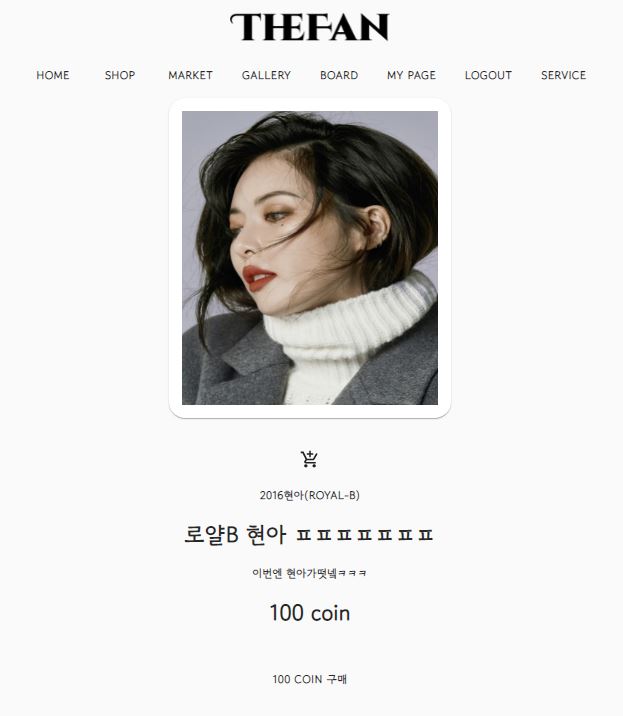 THEFAN
HOME SHOP MARKET GALLERY BOARD MY PAGE LOGOUT SERVICE
2016현아(ROYAL-B)
로얄B 현아 ㅍㅍㅍㅍㅍㅍㅍ
이번엔 현아가떳넼ㅋㅋㅋ
100 coin
100 COIN 구매